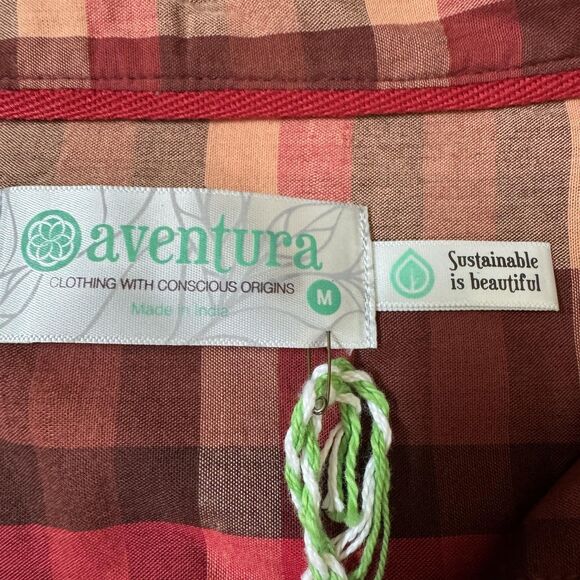 aventura
CLOTHING WITH CONSCIOUS ORIGINS
M
Made in India
Sustainable
is beautiful